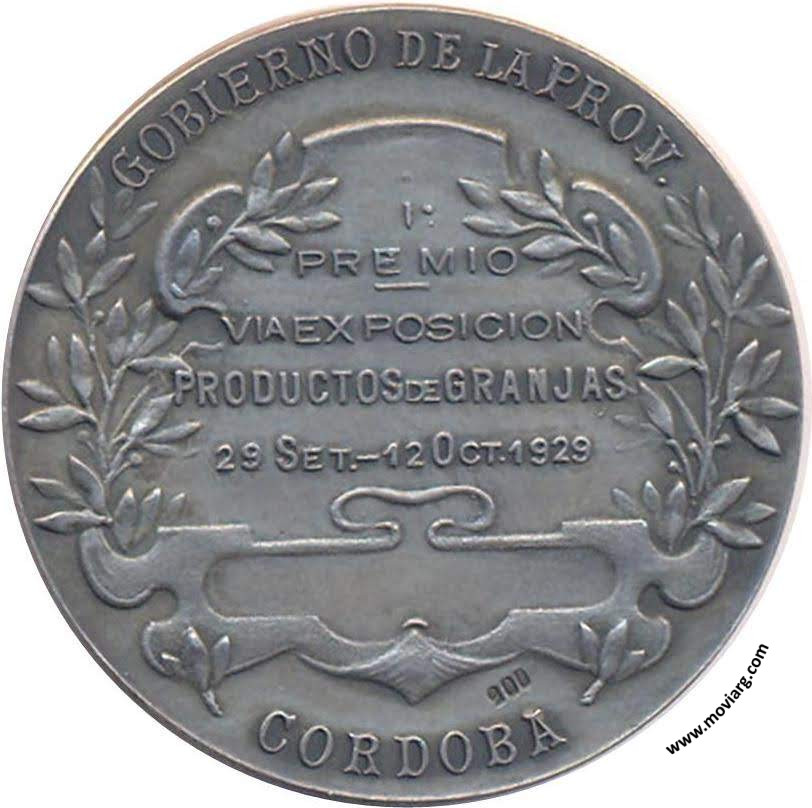 GOBIERNO DE LA PROV.
1º
PREMIO
VIA EXPOSICION
PRODUCTOS DE GRANJAS
29 SET.-12 OCT.1929
900
CORDOBA
www.moviarg.com